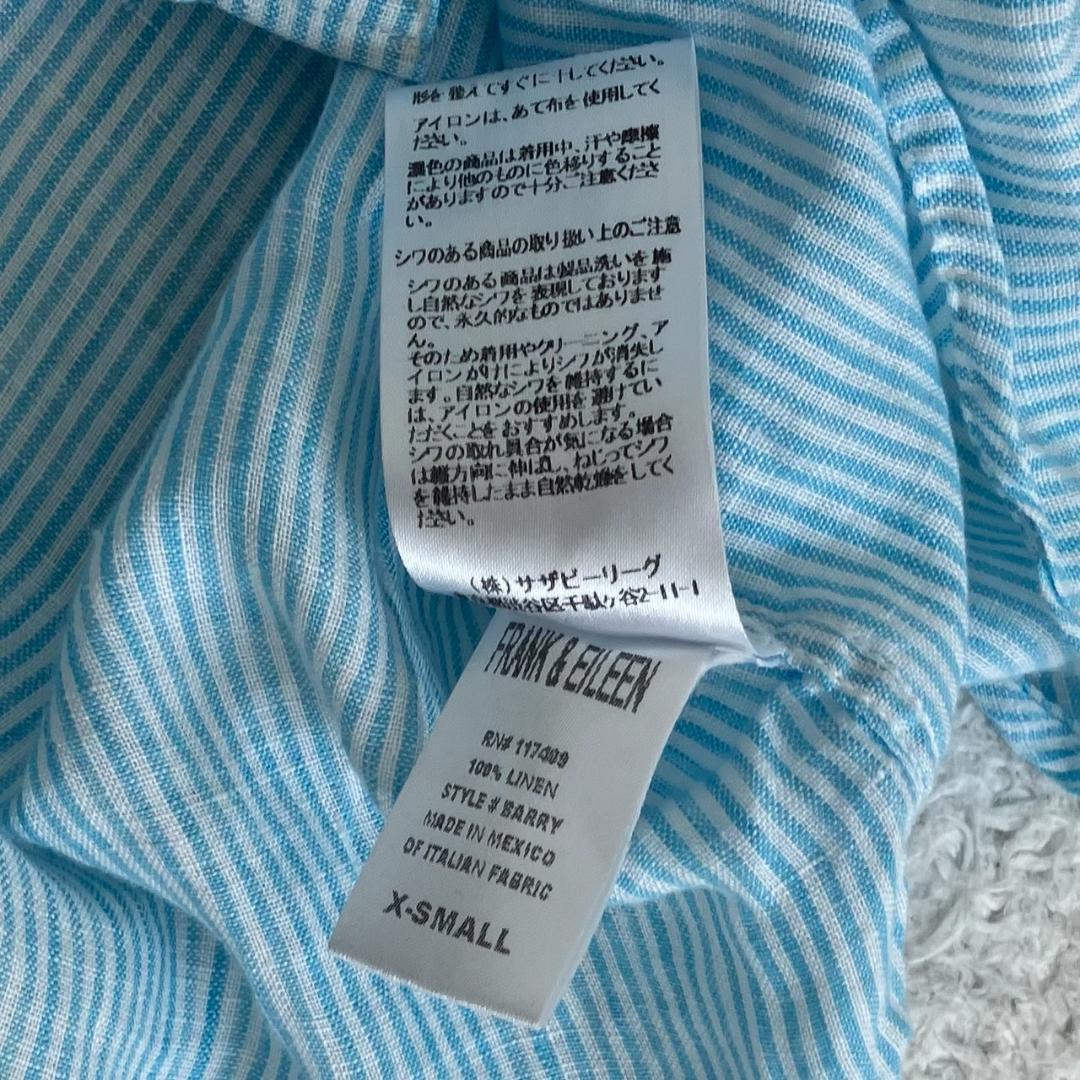 形を整えてすぐに干してください。
アイロンは、あて布を使用してく
ださい。
濃色の商品は着用中、汗や摩擦
により他のものに色移りすること
がありますので十分ご注意くださ
い。
シワのある商品の取り扱い上のご注意
シワのある商品は製品洗いを施
し自然なシワを表現しております
ので、永久的なものではありませ
ん。
そのため着用やクリーニング、ア
イロンがけによりシワが消失し
ます。自然なシワを維持するに
は、アイロンの使用を避けてい
ただくことをおすすめします。
シワの取れ具合が気になる場合
は縦方向に伸ばし、ねじってシワ
を維持したまま自然乾燥をしてく
ださい。
(株)サザビーリーグ
渋谷区千駄ヶ谷2-11-1
FRANK & EILEEN
RN# 117409
100% LINEN
STYLE # BARRY
MADE IN MEXICO
OF ITALIAN FABRIC
X-SMALL